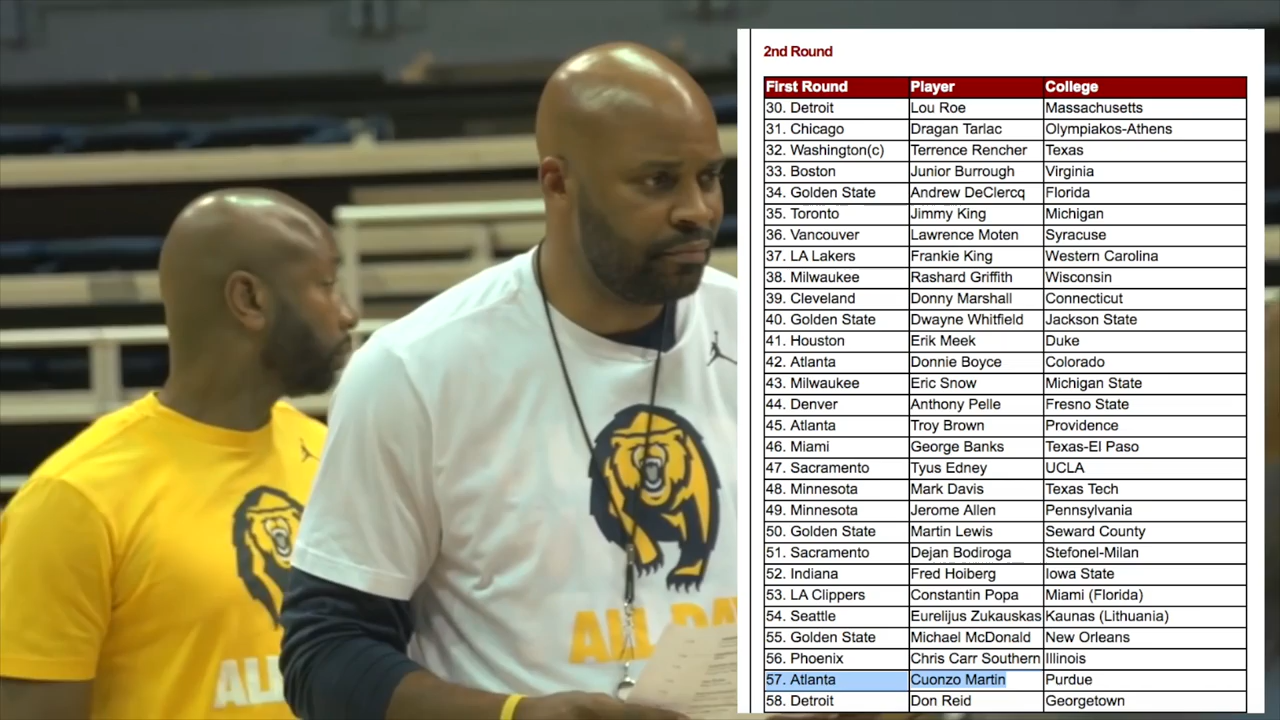 2nd Round
First Round Player College
30. Detroit Lou Roe Massachusetts
31. Chicago Dragan Tarlac Olympiakos-Athens
32. Washington(c) Terrence Rencher Texas
33. Boston Junior Burrough Virginia
34. Golden State Andrew DeClercq Florida
35. Toronto Jimmy King Michigan
36. Vancouver Lawrence Moten Syracuse
37. LA Lakers Frankie King Western Carolina
38. Milwaukee Rashard Griffith Wisconsin
39. Cleveland Donny Marshall Connecticut
40. Golden State Dwayne Whitfield Jackson State
41. Houston Erik Meek Duke
42. Atlanta Donnie Boyce Colorado
43. Milwaukee Eric Snow Michigan State
44. Denver Anthony Pelle Fresno State
45. Atlanta Troy Brown Providence
46. Miami George Banks Texas-El Paso
47. Sacramento Tyus Edney UCLA
48. Minnesota Mark Davis Texas Tech
49. Minnesota Jerome Allen Pennsylvania
50. Golden State Martin Lewis Seward County
51. Sacramento Dejan Bodiroga Stefonel-Milan
52. Indiana Fred Hoiberg Iowa State
53. LA Clippers Constantin Popa Miami (Florida)
54. Seattle Eurelijus Zukauskas Kaunas (Lithuania)
55. Golden State Michael McDonald New Orleans
56. Phoenix Chris Carr Southern Illinois
57. Atlanta Cuonzo Martin Purdue
58. Detroit Don Reid Georgetown
ALL